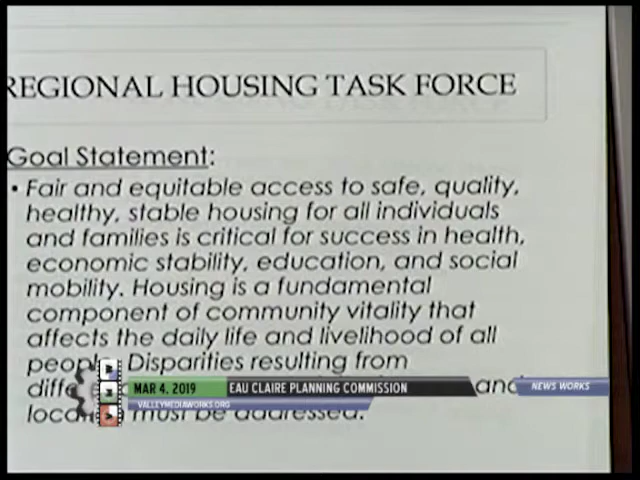 REGIONAL HOUSING TASK FORCE
Goal Statement:
• Fair and equitable access to safe, quality,
healthy, stable housing for all individuals
and families is critical for success in health,
economic stability, education, and social
mobility. Housing is a fundamental
component of community vitality that
affects the daily life and livelihood of all
people. Disparities resulting from
and
must be addressed.
MAR 4, 2019
EAU CLAIRE PLANNING COMMISSION
NEWS WORKS
VALLEYMEDIAWORKS.ORG